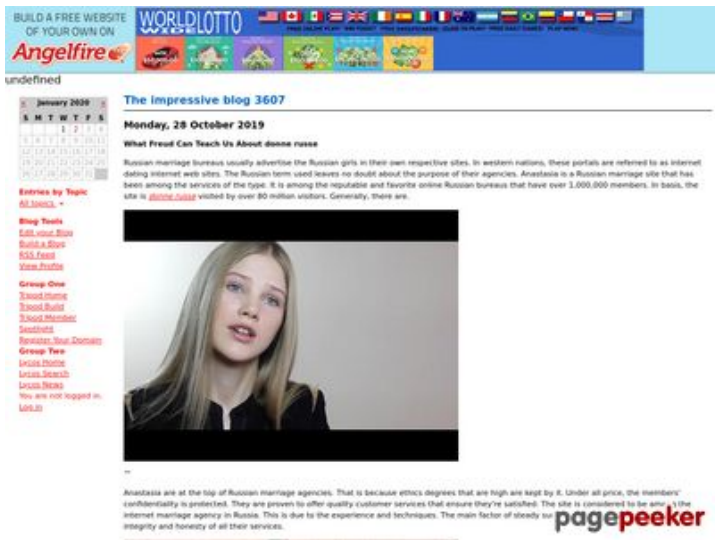 BUILD A FREE WEBSITE
OF YOUR OWN ON
Angelfire
WORLDWIDE LOTTO
undefined
The impressive blog 3607
« January 2020 »
S M T W T F S
1 2 3 4
Monday, 28 October 2019
What Freud Can Teach Us About donne russe
Russian marriage bureaus usually advertise the Russian girls in their own respective sites. In western nations, these portals are referred to as internet
dating internet web sites. The Russian term used leaves no doubt about the purpose of their agencies. Anastasia is a Russian marriage site that has
been among the services of the type. It is among the reputable and favorite online Russian bureaus that have over 1,000,000 members. In basis, the
site is donne russe visited by over 80 million visitors. Generally, there are.
Entries by Topic
All topics
Blog Tools
Edit your Blog
Build a Blog
RSS Feed
View Profile
Group One
Tripod Home
Tripod Build
Tripod Member
Spotlight
Register Your Domain
Group Two
Lycos Home
Lycos Search
Lycos News
You are not logged in.
Log in
Anastasia are at the top of Russian marriage agencies. That is because ethics degrees that are high are kept by it. Under all price, the members'
confidentiality is protected. They are proven to offer quality customer services that ensure they're satisfied. The site is considered to be the
internet marriage agency in Russia. This is due to the experience and techniques. The main factor of steady
integrity and honesty of all their services.
pagepeeker